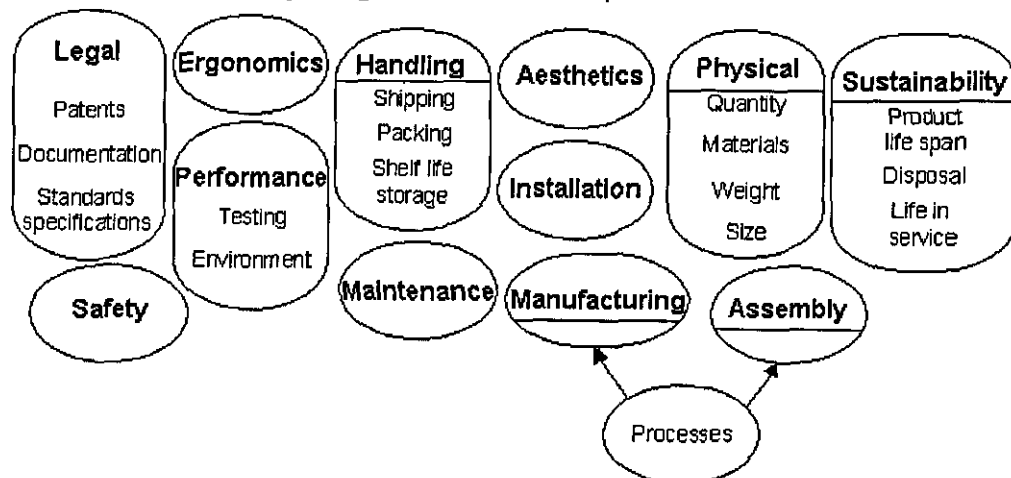 Legal
Patents
Documentation
Standards
specifications
Safety
Ergonomics
Performance
Testing
Environment
Handling
Shipping
Packing
Shelf life
storage
Maintenance
Aesthetics
Installation
Manufacturing
Physical
Quantity
Materials
Weight
Size
Assembly
Sustainability
Product
life span
Disposal
Life in
service
Processes